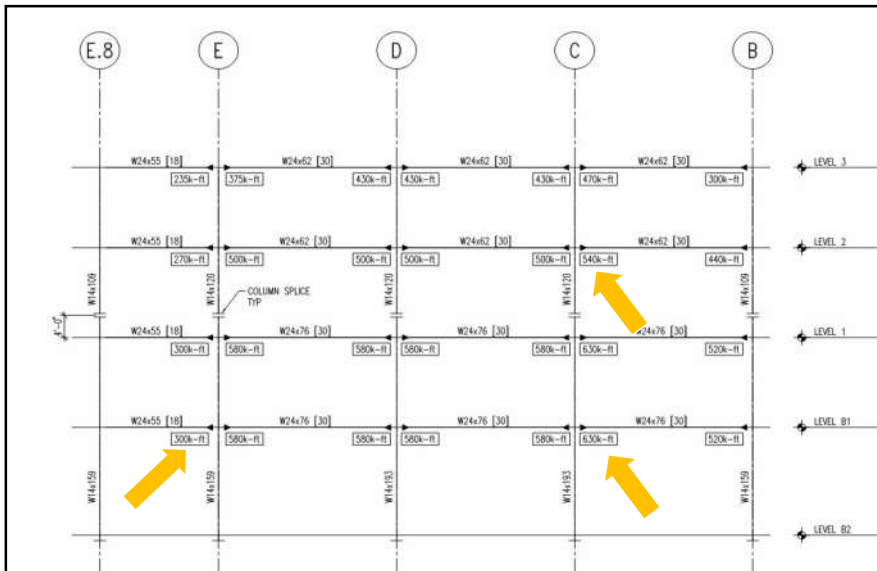 E.8 E D C B
W24x55 [18] W24x62 [30] W24x62 [30] W24x62 [30] LEVEL 3
235k-ft 375k-ft 430k-ft 430k-ft 430k-ft 470k-ft 300k-ft
W24x55 [18] W24x62 [30] W24x62 [30] W24x62 [30] LEVEL 2
270k-ft 500k-ft 500k-ft 500k-ft 500k-ft 540k-ft 440k-ft
W14x109 W14x120 W14x120 W14x109
COLUMN SPLICE
TYP
4'-0"
W24x55 [18] W24x76 [30] W24x76 [30] W24x76 [30] LEVEL 1
300k-ft 580k-ft 580k-ft 580k-ft 580k-ft 630k-ft 520k-ft
W24x55 [18] W24x76 [30] W24x76 [30] W24x76 [30] LEVEL B1
300k-ft 580k-ft 580k-ft 580k-ft 580k-ft 630k-ft 520k-ft
W14x159 W14x159 W14x193 W14x193 W14x159
LEVEL B2